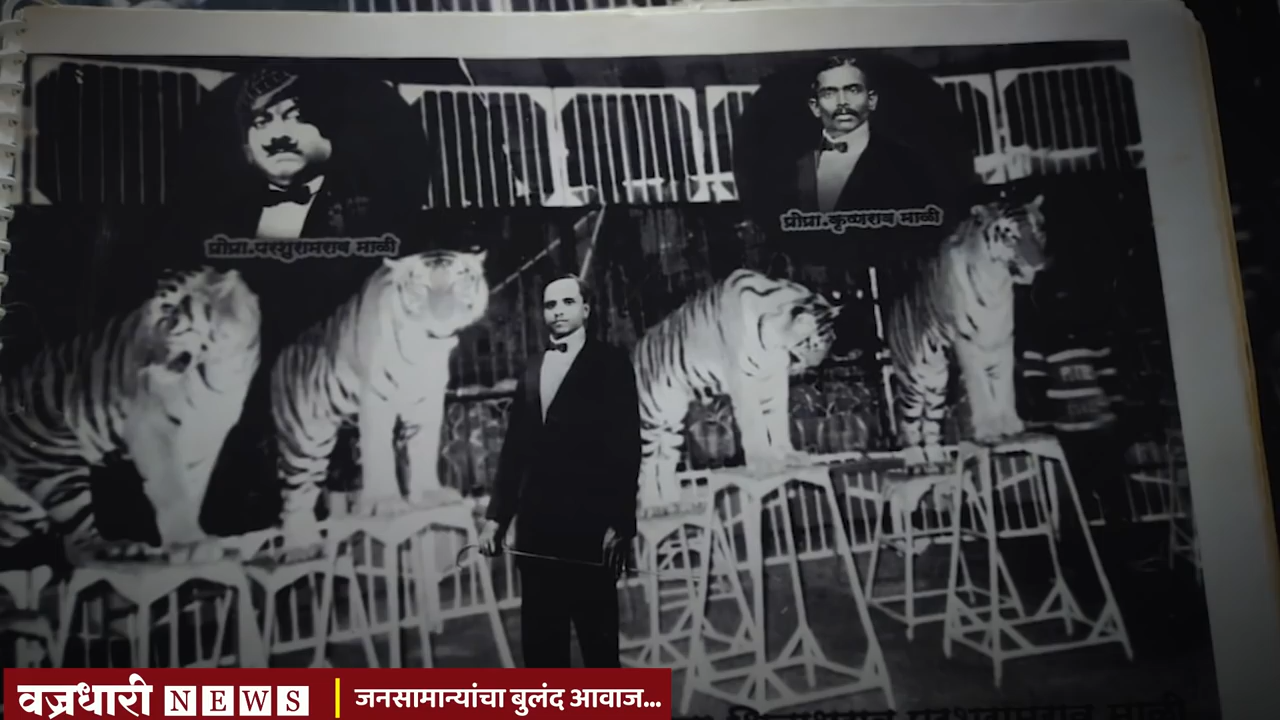 प्रोप्रा.परशुरामराव माळी
प्रोप्रा.कृष्णराव माळी
वज्रधारी NEWS
जनसामान्यांचा बुलंद आवाज...
माळी